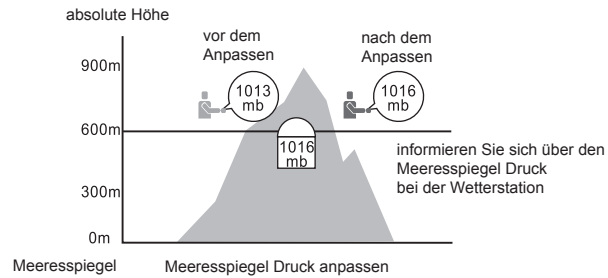 absolute Höhe
vor dem
Anpassen
nach dem
Anpassen
900m
1013
mb
1016
mb
600m
1016
mb
informieren Sie sich über den
Meeresspiegel Druck
bei der Wetterstation
300m
0m
Meeresspiegel
Meeresspiegel Druck anpassen